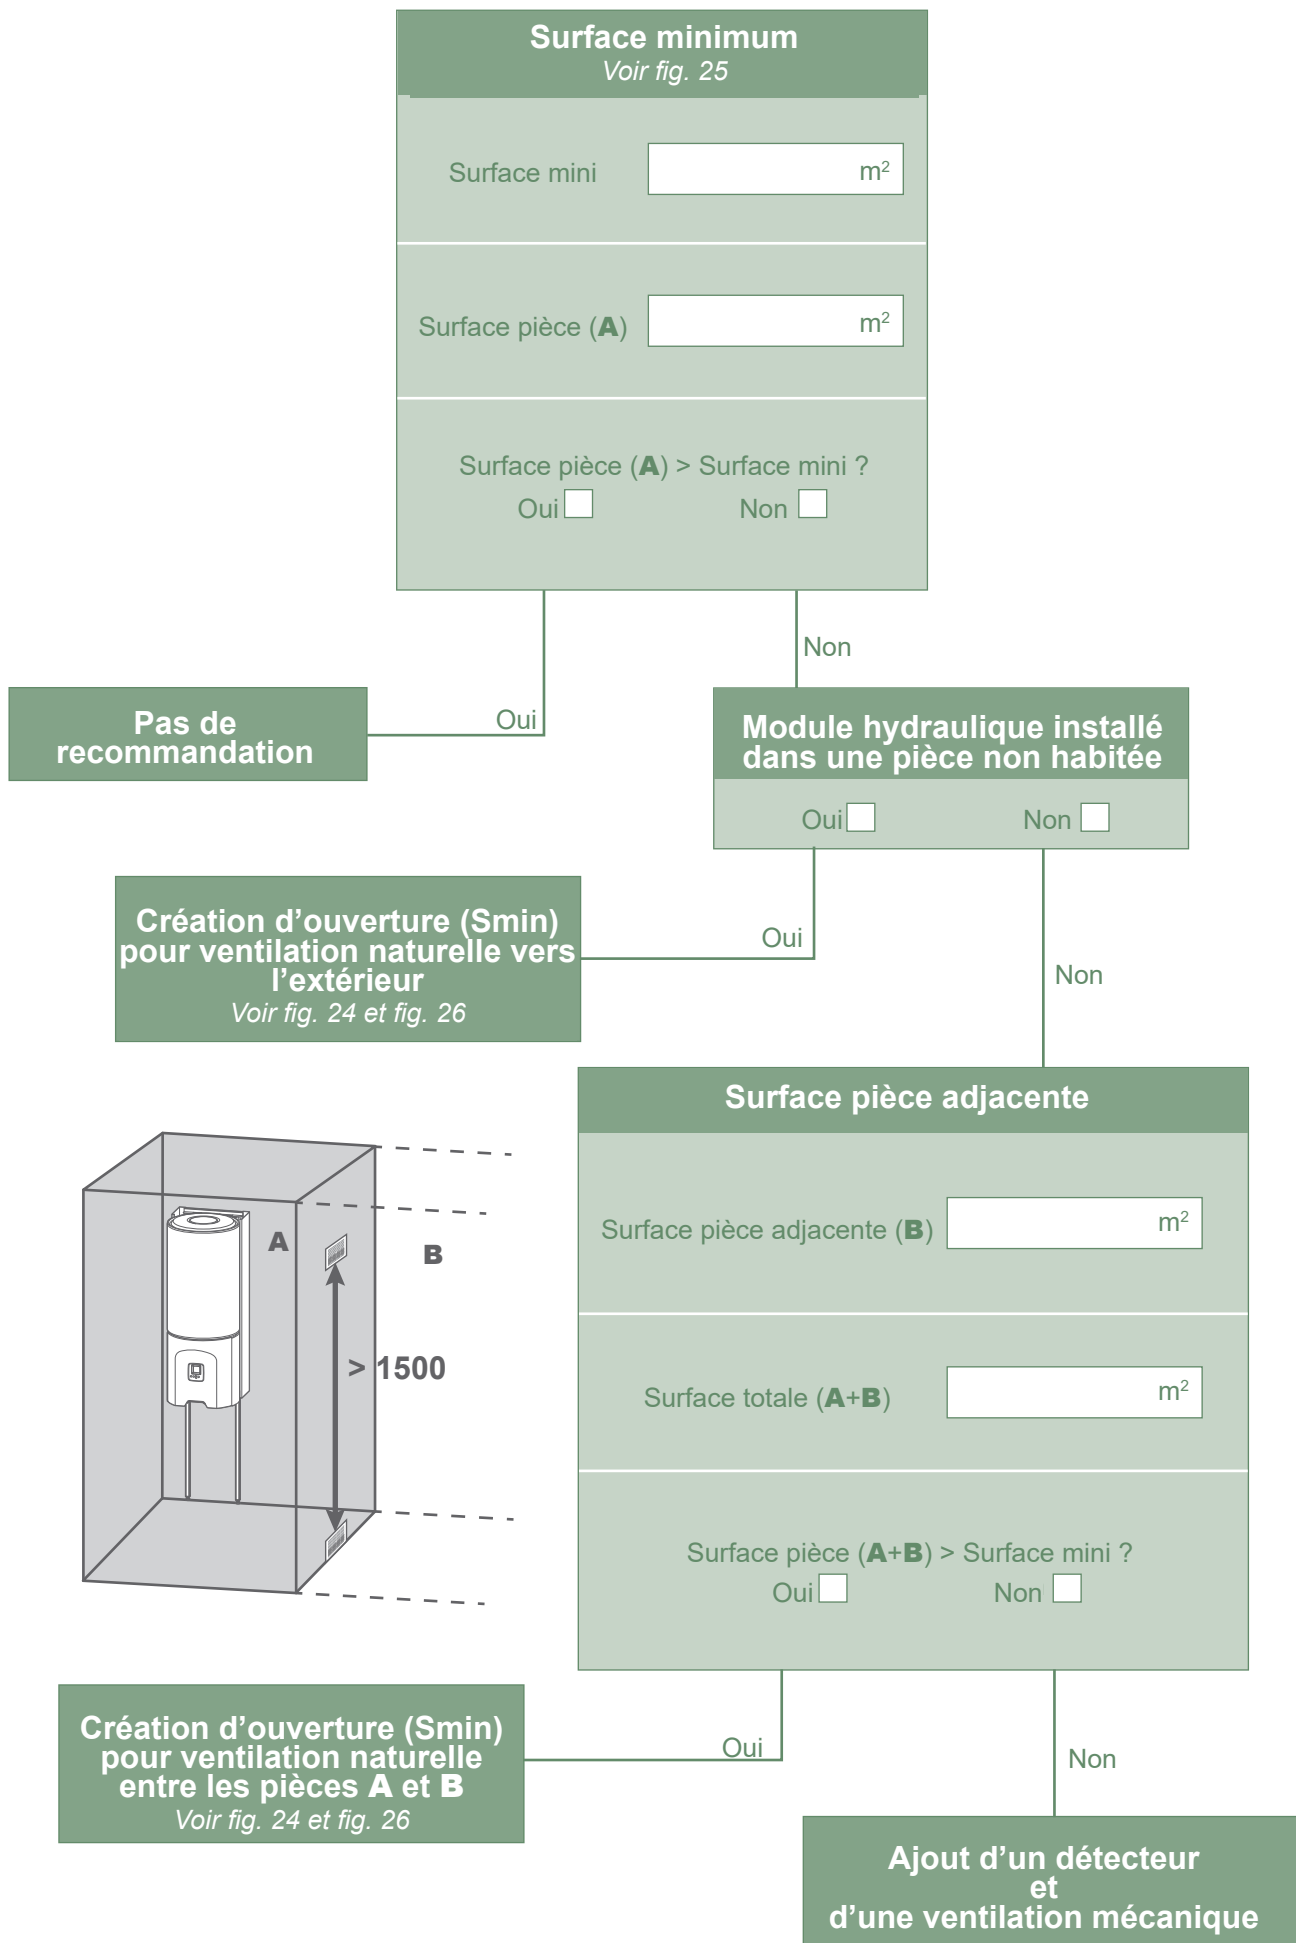 Surface minimum
Voir fig. 25
Surface mini
m²
Surface pièce (A)
m²
Surface pièce (A) > Surface mini ?
Oui
Non
Non
Oui
Pas de
recommandation
Module hydraulique installé
dans une pièce non habitée
Oui
Non
Oui
Non
Création d’ouverture (Smin)
pour ventilation naturelle vers
l’extérieur
Voir fig. 24 et fig. 26
Surface pièce adjacente
Surface pièce adjacente (B)
m²
Surface totale (A+B)
m²
Surface pièce (A+B) > Surface mini ?
Oui
Non
A
B
> 1500
Oui
Non
Création d’ouverture (Smin)
pour ventilation naturelle
entre les pièces A et B
Voir fig. 24 et fig. 26
Ajout d’un détecteur
et
d’une ventilation mécanique